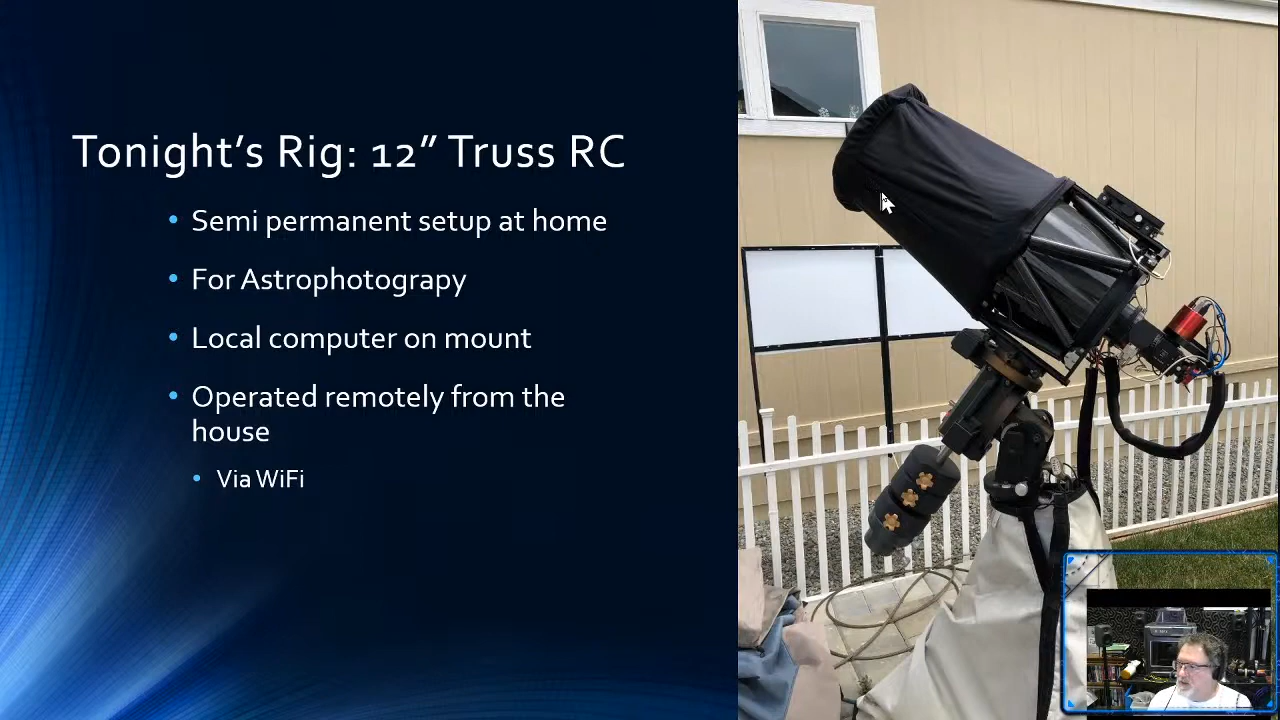 Tonight’s Rig: 12” Truss RC
• Semi permanent setup at home
• For Astrophotograpy
• Local computer on mount
• Operated remotely from the
house
• Via WiFi